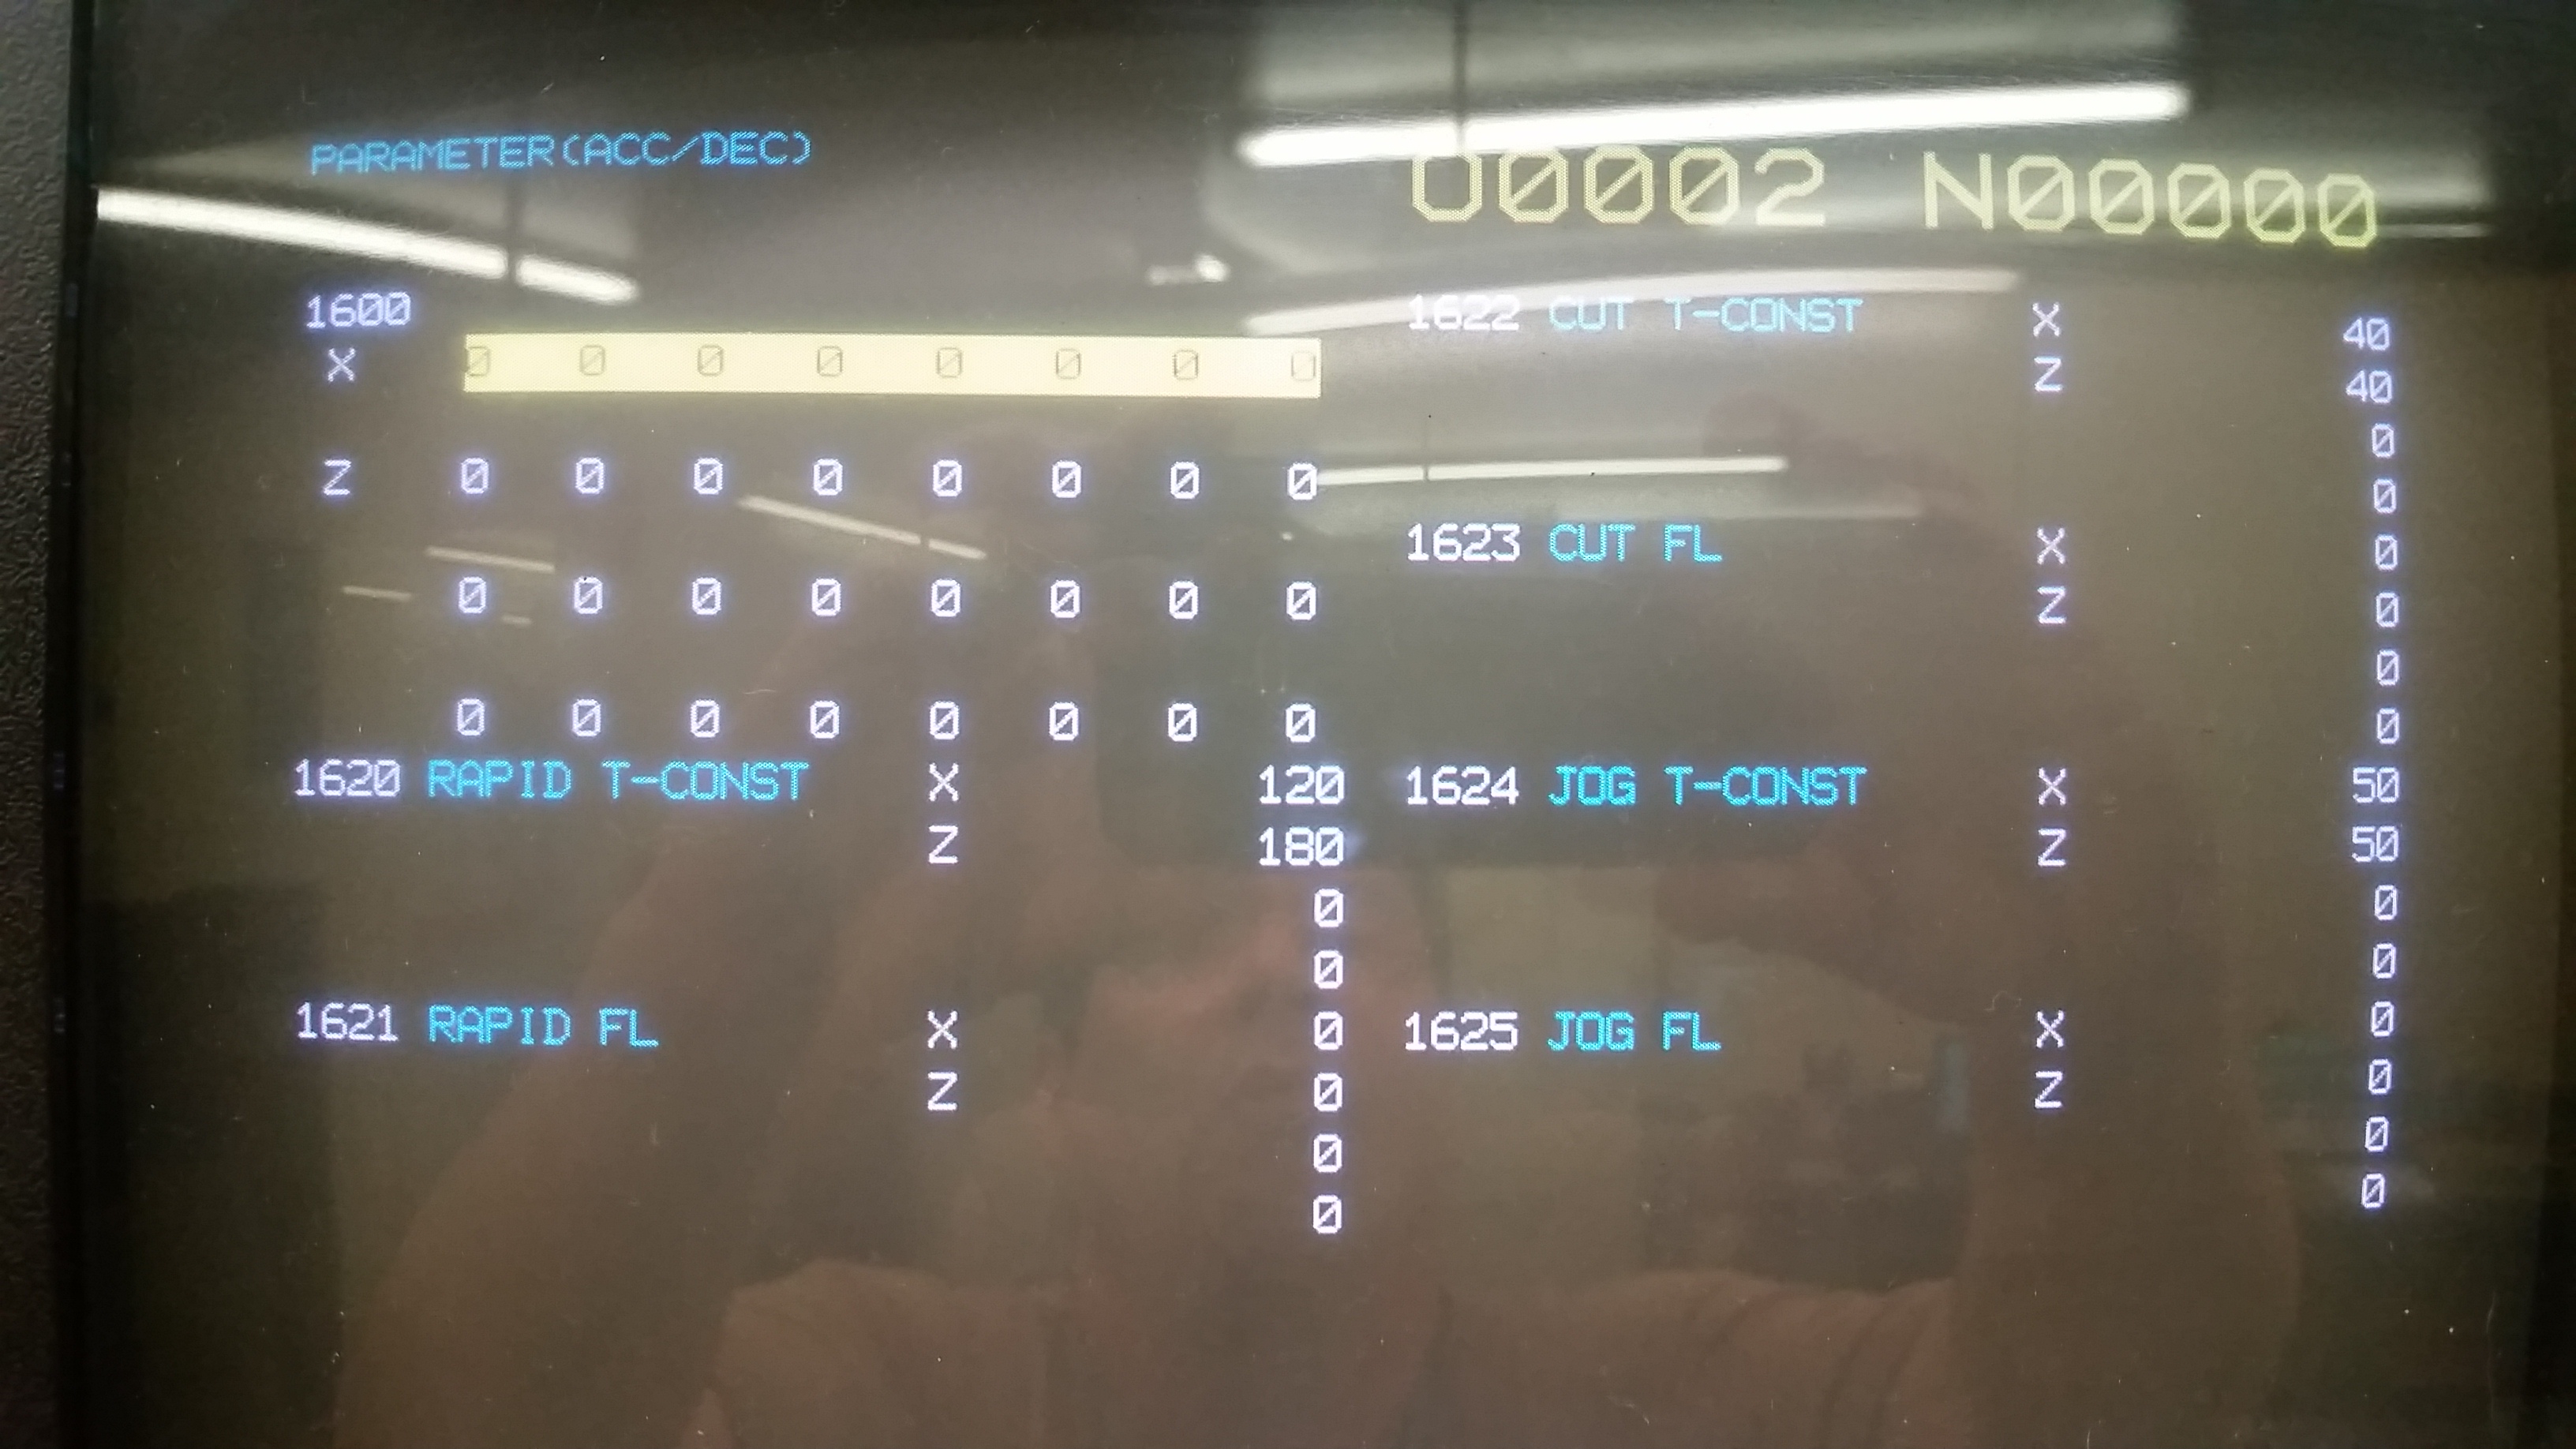 PARAMETER(ACC/DEC)
O0002 N00000
1600
X 0 0 0 0 0 0 0 0
Z 0 0 0 0 0 0 0 0
0 0 0 0 0 0 0 0
0 0 0 0 0 0 0 0
1620 RAPID T-CONST X 120
Z 180
0
0
1621 RAPID FL X 0
Z 0
0
0
1622 CUT T-CONST X 40
Z 40
0
0
1623 CUT FL X 0
Z 0
0
0
1624 JOG T-CONST X 50
Z 50
0
0
1625 JOG FL X 0
Z 0
0
0